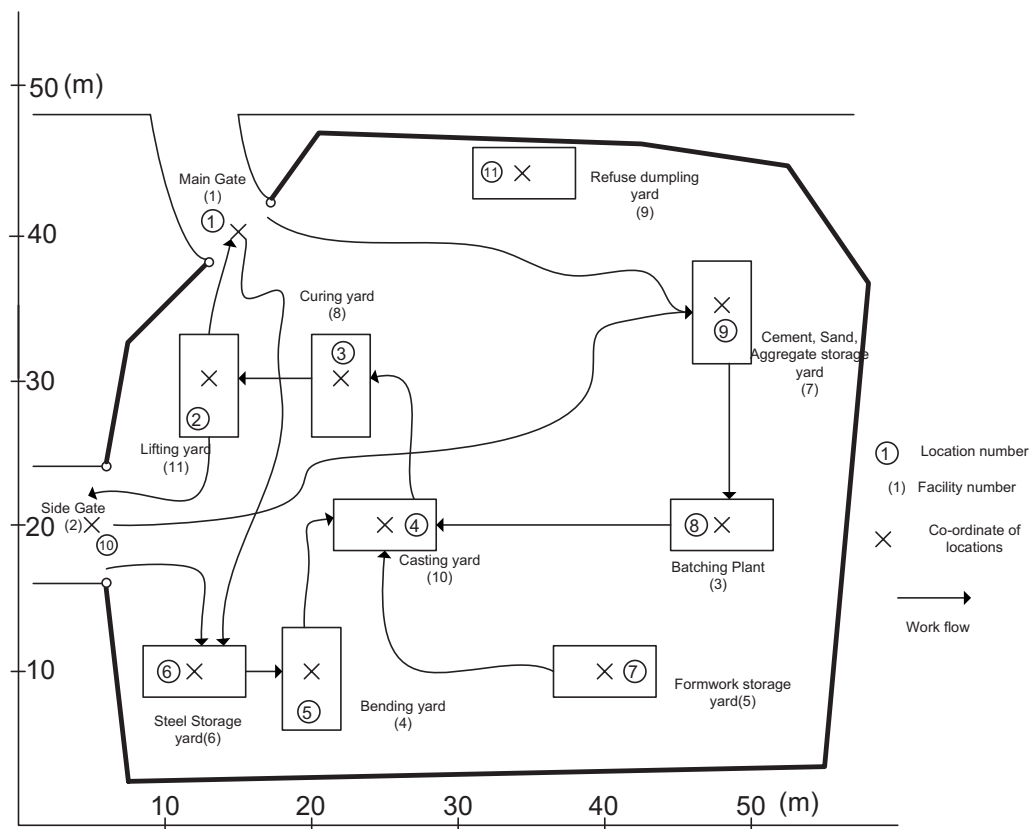 50 (m)
Main Gate
(1)
1
11
Refuse dumpling
yard
(9)
40
Curing yard
(8)
3
9
Cement, Sand,
Aggregate storage
yard
(7)
30
2
Lifting yard
(11)
1 Location number
(1) Facility number
Side Gate
(2)
20
10
4
Casting yard
(10)
8
Batching Plant
(3)
Co-ordinate of
locations
Work flow
10
6
Steel Storage
yard(6)
5
Bending yard
(4)
7
Formwork storage
yard(5)
10
20
30
40
50 (m)